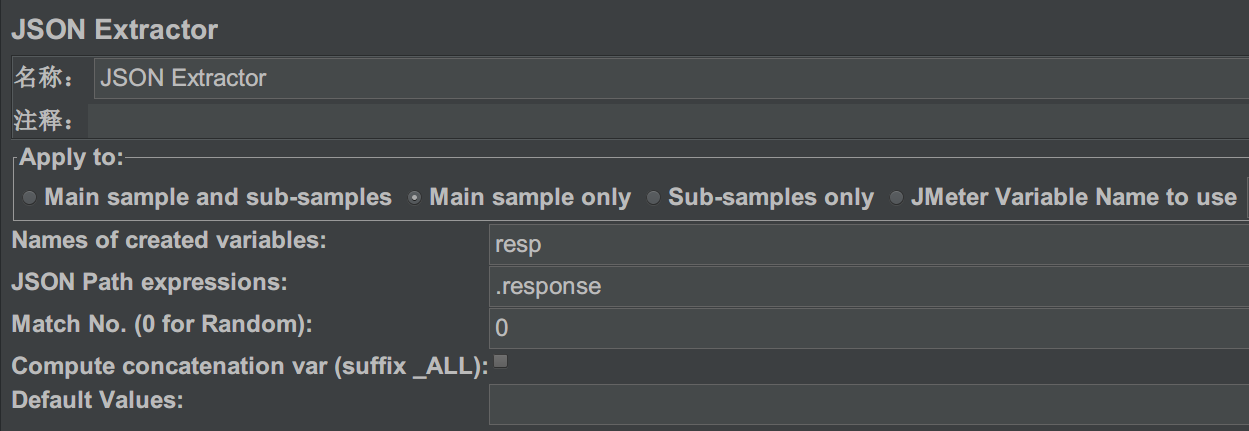 JSON Extractor
名称： JSON Extractor
注释：
Apply to:
Main sample and sub-samples Main sample only Sub-samples only JMeter Variable Name to use
Names of created variables: resp
JSON Path expressions: .response
Match No. (0 for Random): 0
Compute concatenation var (suffix _ALL):
Default Values: